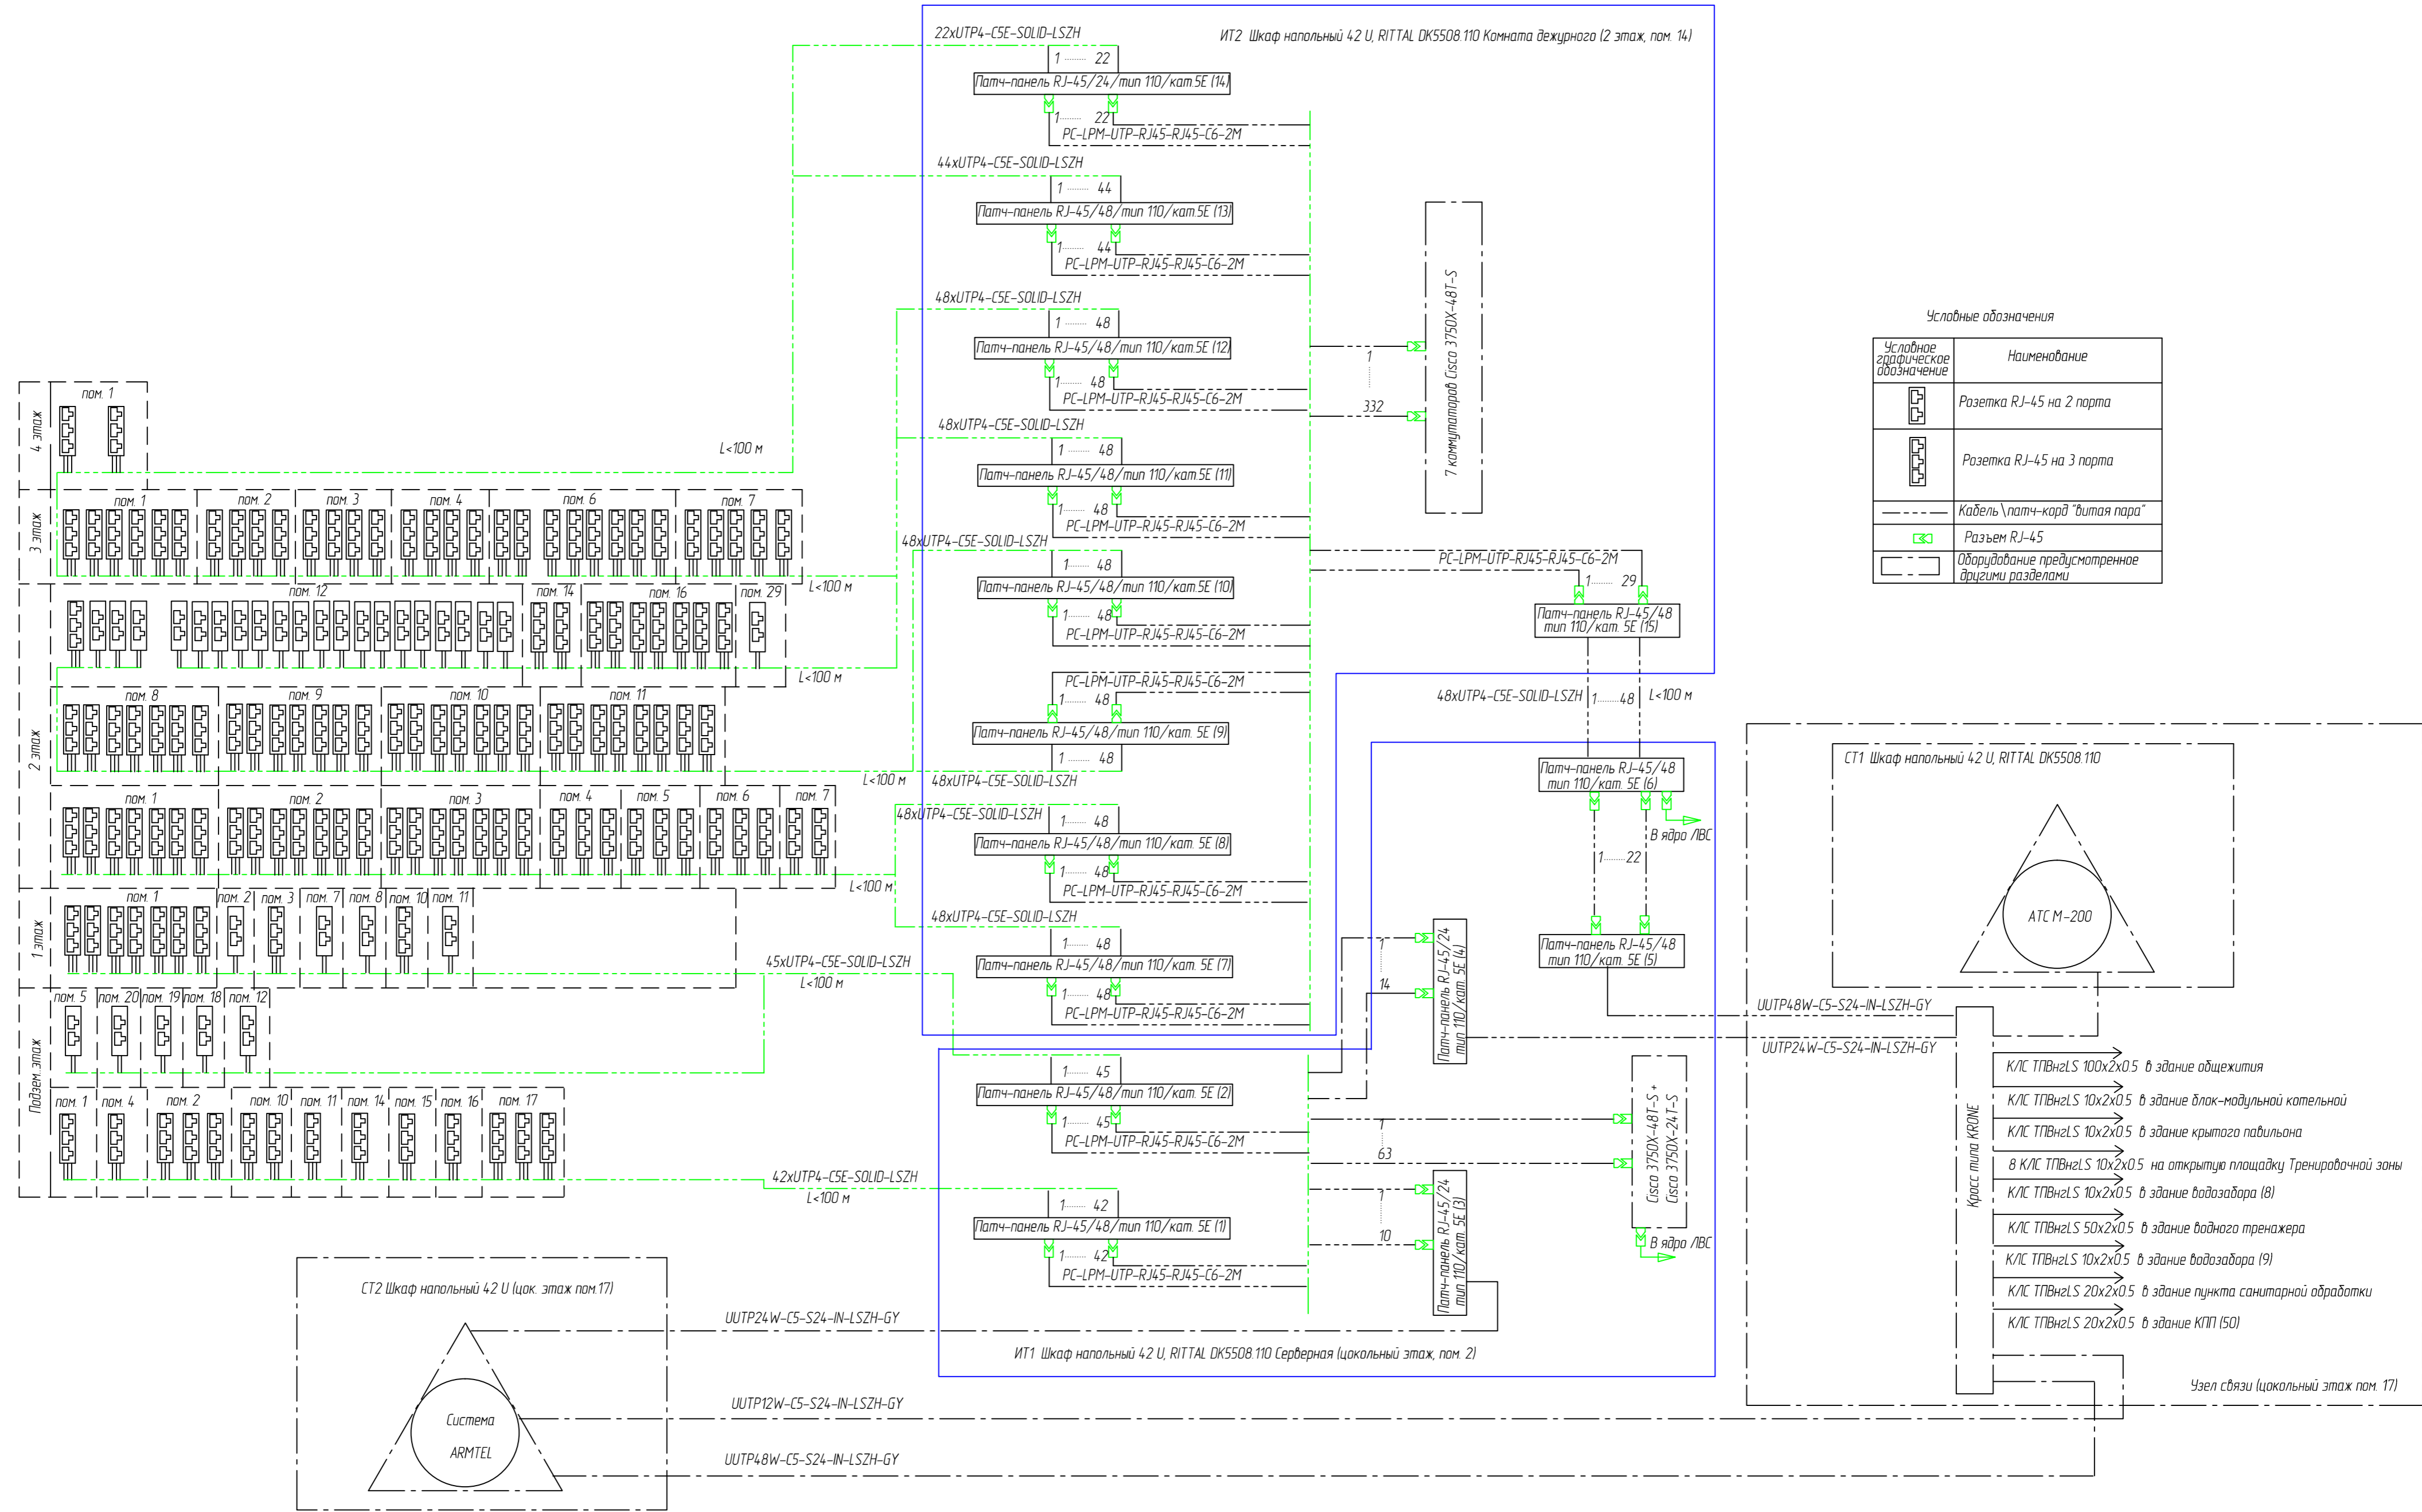 22xUTP4-C5E-SOLID-LSZH
ИТ2 Шкаф напольный 42 U, RITTAL DK5508.110 Комната дежурного (2 этаж, пом. 14)
1 ......... 22
Патч-панель RJ-45/24/тип 110/кат.5E (14)
1......... 22
PC-LPM-UTP-RJ45-RJ45-C6-2M
44xUTP4-C5E-SOLID-LSZH
1 ......... 44
Патч-панель RJ-45/48/тип 110/кат.5E (13)
1......... 44
PC-LPM-UTP-RJ45-RJ45-C6-2M
48xUTP4-C5E-SOLID-LSZH
1 ......... 48
Патч-панель RJ-45/48/тип 110/кат.5E (12)
1......... 48
PC-LPM-UTP-RJ45-RJ45-C6-2M
48xUTP4-C5E-SOLID-LSZH
1 ......... 48
Патч-панель RJ-45/48/тип 110/кат.5E (11)
1......... 48
PC-LPM-UTP-RJ45-RJ45-C6-2M
48xUTP4-C5E-SOLID-LSZH
1 ......... 48
Патч-панель RJ-45/48/тип 110/кат.5E (10)
1......... 48
PC-LPM-UTP-RJ45-RJ45-C6-2M
PC-LPM-UTP-RJ45-RJ45-C6-2M
1......... 48
Патч-панель RJ-45/48/тип 110/кат. 5E (9)
1 ......... 48
48xUTP4-C5E-SOLID-LSZH
48xUTP4-C5E-SOLID-LSZH
1 ......... 48
Патч-панель RJ-45/48/тип 110/кат. 5E (8)
1......... 48
PC-LPM-UTP-RJ45-RJ45-C6-2M
48xUTP4-C5E-SOLID-LSZH
1......... 48
Патч-панель RJ-45/48/тип 110/кат. 5E (7)
1......... 48
PC-LPM-UTP-RJ45-RJ45-C6-2M
1
332
7 коммутаторов Cisco 3750X-48T-S
PC-LPM-UTP-RJ45-RJ45-C6-2M
1......... 29
Патч-панель RJ-45/48
тип 110/кат. 5E (15)
48xUTP4-C5E-SOLID-LSZH
1.........48
L<100 м
Патч-панель RJ-45/48
тип 110/кат. 5E (6)
В ядро ЛВС
1.........22
Патч-панель RJ-45/48
тип 110/кат. 5E (5)
1
14
Патч-панель RJ-45/24
тип 110/кат. 5E (4)
UUTP48W-C5-S24-IN-LSZH-GY
UUTP24W-C5-S24-IN-LSZH-GY
45xUTP4-C5E-SOLID-LSZH
L<100 м
1......... 45
Патч-панель RJ-45/48/тип 110/кат. 5E (2)
1......... 45
PC-LPM-UTP-RJ45-RJ45-C6-2M
42xUTP4-C5E-SOLID-LSZH
L<100 м
1......... 42
Патч-панель RJ-45/48/тип 110/кат. 5E (1)
1......... 42
PC-LPM-UTP-RJ45-RJ45-C6-2M
1
63
Cisco 3750X-48T-S +
Cisco 3750X-24T-S
В ядро ЛВС
1
10
Патч-панель RJ-45/24
тип 110/кат. 5E (3)
ИТ1 Шкаф напольный 42 U, RITTAL DK5508.110 Серверная (цокольный этаж, пом. 2)
4 этаж
пом. 1
L<100 м
3 этаж
пом. 1
пом. 2
пом. 3
пом. 4
пом. 6
пом. 7
L<100 м
2 этаж
пом. 12
пом. 14
пом. 16
пом. 29
L<100 м
пом. 8
пом. 9
пом. 10
пом. 11
L<100 м
пом. 1
пом. 2
пом. 3
пом. 4
пом. 5
пом. 6
пом. 7
L<100 м
1 этаж
пом. 1
пом. 2
пом. 3
пом. 7
пом. 8
пом. 10
пом. 11
Подзем. этаж
пом. 5
пом. 20
пом. 19
пом. 18
пом. 12
пом. 1
пом. 4
пом. 2
пом. 10
пом. 11
пом. 14
пом. 15
пом. 16
пом. 17
СТ2 Шкаф напольный 42 U (цок. этаж пом.17)
Система
ARMTEL
UUTP24W-C5-S24-IN-LSZH-GY
UUTP12W-C5-S24-IN-LSZH-GY
UUTP48W-C5-S24-IN-LSZH-GY
Условные обозначения
Условное
графическое
обозначение
Наименование
Розетка RJ-45 на 2 порта
Розетка RJ-45 на 3 порта
Кабель\патч-корд "витая пара"
Разъем RJ-45
Оборудование предусмотренное
другими разделами
СТ1 Шкаф напольный 42 U, RITTAL DK5508.110
АТС М-200
Кросс типа KRONE
КЛС ТПВнгLS 100x2x0.5 в здание общежития
КЛС ТПВнгLS 10x2x0.5 в здание блок-модульной котельной
КЛС ТПВнгLS 10x2x0.5 в здание крытого павильона
8 КЛС ТПВнгLS 10x2x0.5 на открытую площадку Тренировочной зоны
КЛС ТПВнгLS 10x2x0.5 в здание водозабора (8)
КЛС ТПВнгLS 50x2x0.5 в здание водного тренажера
КЛС ТПВнгLS 10x2x0.5 в здание водозабора (9)
КЛС ТПВнгLS 20x2x0.5 в здание пункта санитарной обработки
КЛС ТПВнгLS 20x2x0.5 в здание КПП (50)
Узел связи (цокольный этаж пом. 17)